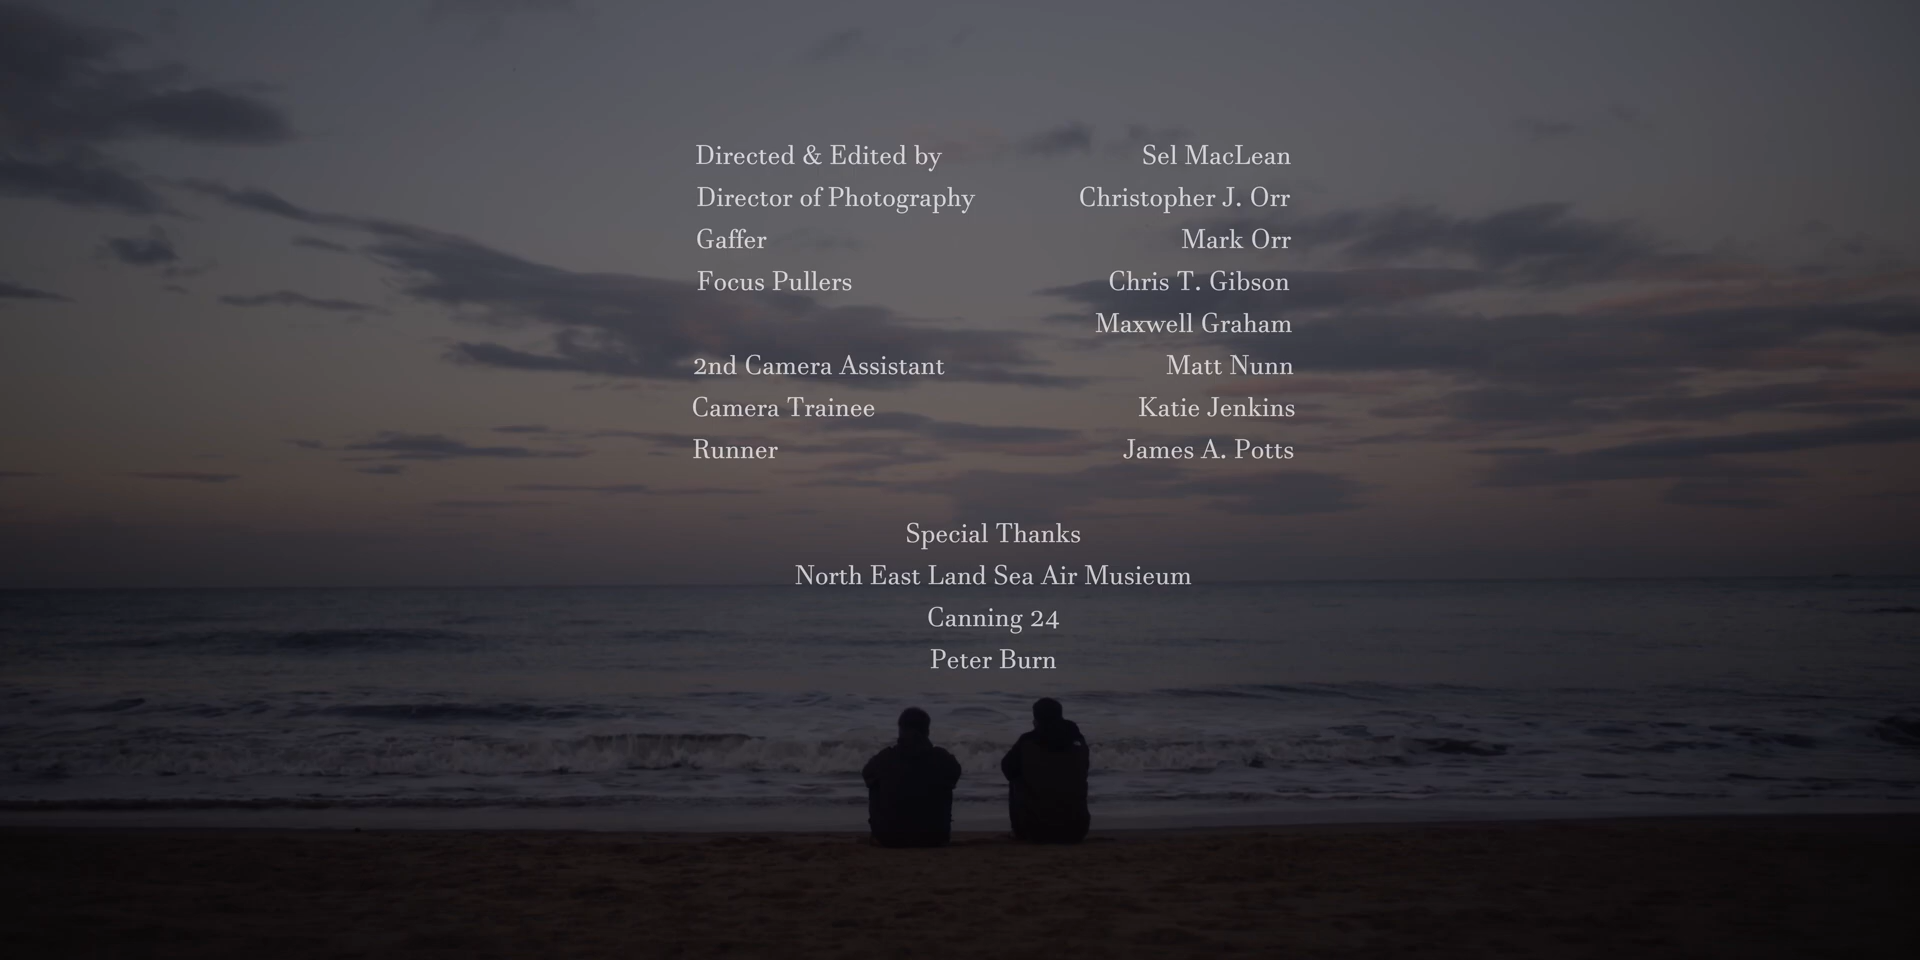 Directed & Edited by Sel MacLean
Director of Photography Christopher J. Orr
Gaffer Mark Orr
Focus Pullers Chris T. Gibson
Maxwell Graham
2nd Camera Assistant Matt Nunn
Camera Trainee Katie Jenkins
Runner James A. Potts
Special Thanks
North East Land Sea Air Musieum
Canning 24
Peter Burn